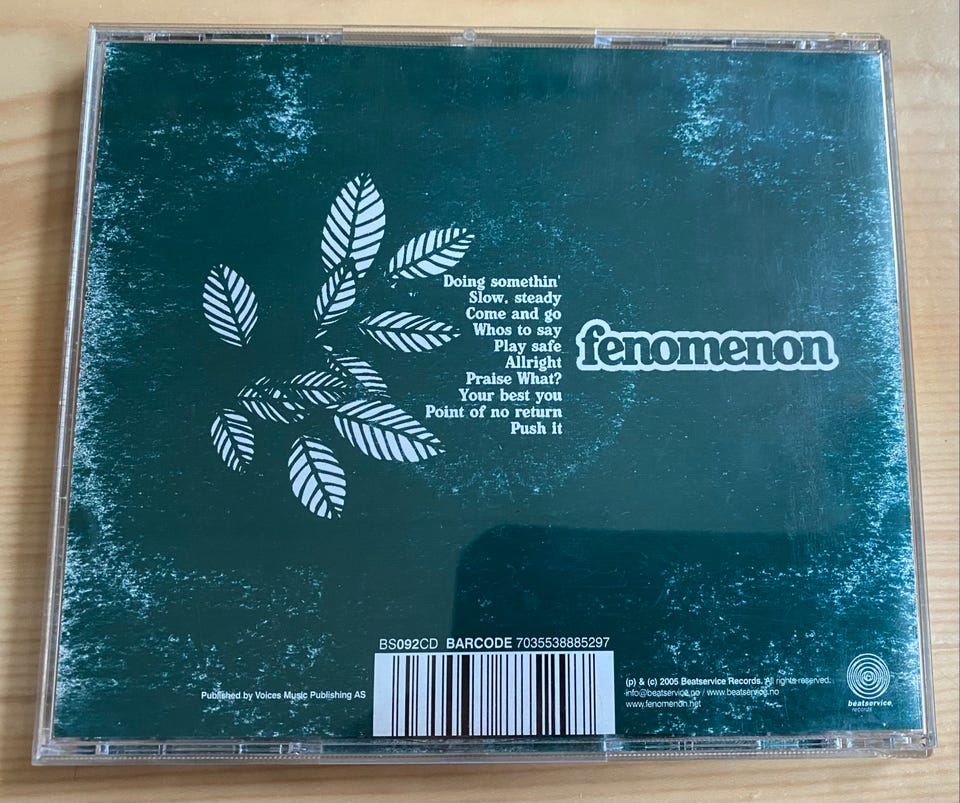 Doing somethin'
Slow, steady
Come and go
Whos to say
Play safe
Allright
Praise What?
Your best you
Point of no return
Push it
fenomenon
BS092CD BARCODE 7035538885297
Published by Voices Music Publishing AS
(p) & (c) 2005 Beatservice Records. All rights reserved.
info@beatservice.no / www.beatservice.no
www.fenomenon.net
beatservice
records